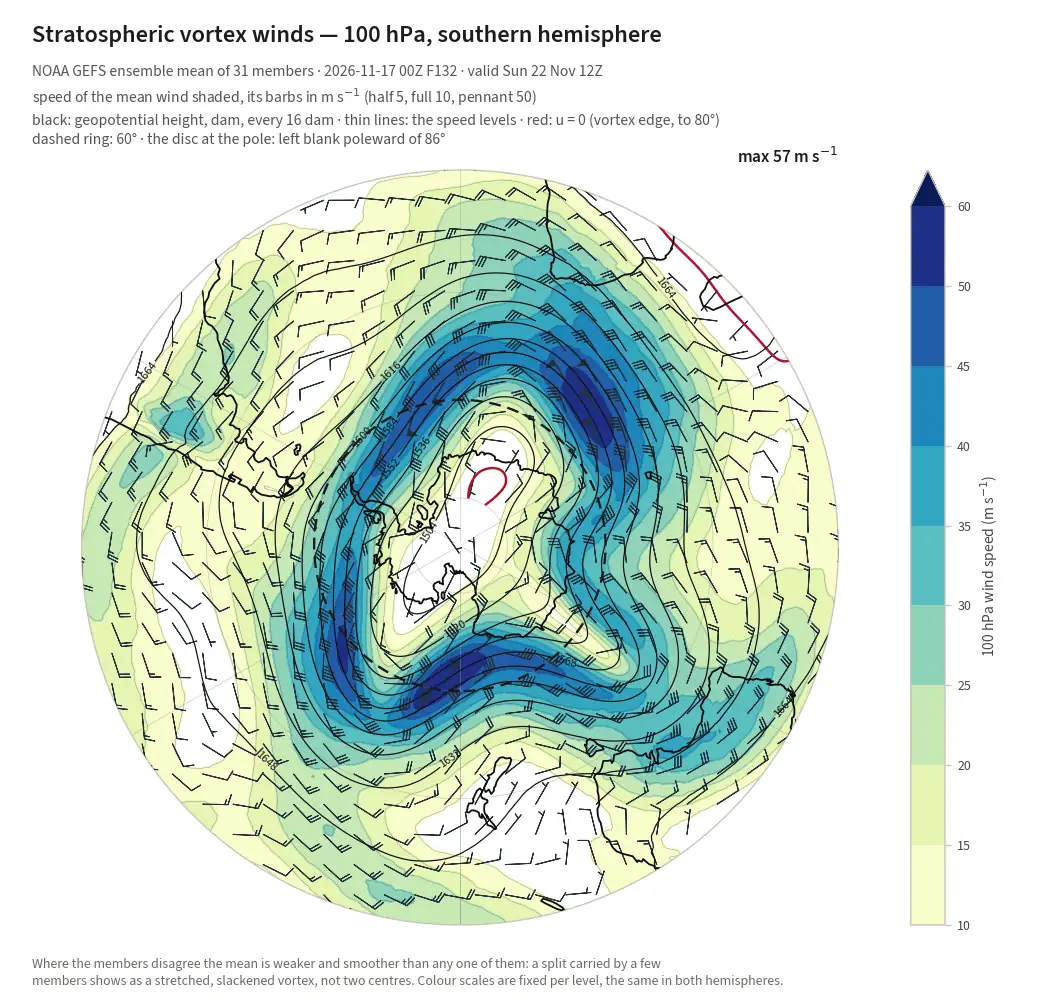 Stratospheric vortex winds — 100 hPa, southern hemisphere
NOAA GEFS ensemble mean of 31 members · 2026-11-17 00Z F132 · valid Sun 22 Nov 12Z
speed of the mean wind shaded, its barbs in m s⁻¹ (half 5, full 10, pennant 50)
black: geopotential height, dam, every 16 dam · thin lines: the speed levels · red: u = 0 (vortex edge, to 80°)
dashed ring: 60° · the disc at the pole: left blank poleward of 86°
max 57 m s⁻¹
60
50
45
40
35
30
25
20
15
10
100 hPa wind speed (m s⁻¹)
1664
1664
1616
1600
1584
1536
1552
1504
1520
1568
1632
1648
1664
Where the members disagree the mean is weaker and smoother than any one of them: a split carried by a few
members shows as a stretched, slackened vortex, not two centres. Colour scales are fixed per level, the same in both hemispheres.